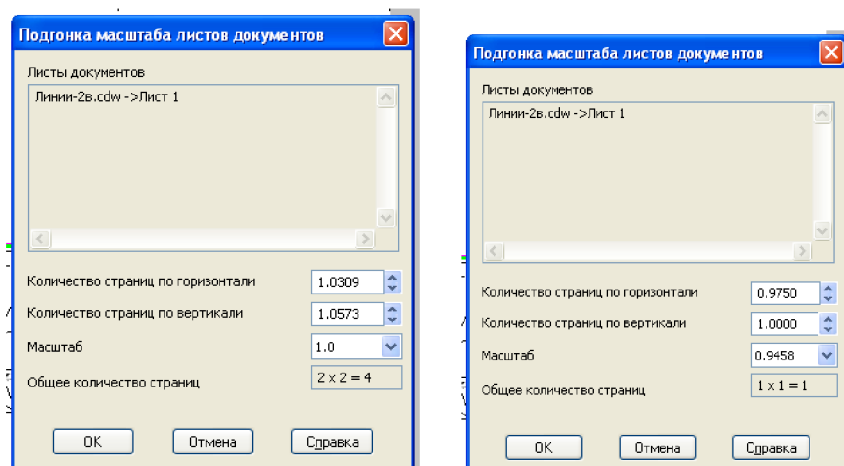 Подгонка масштаба листов документов
Листы документов
Линии-2в.cdw ->Лист 1
Количество страниц по горизонтали 1.0309
Количество страниц по вертикали 1.0573
Масштаб 1.0
Общее количество страниц 2 x 2 = 4
ОК Отмена Справка
Подгонка масштаба листов документов
Листы документов
Линии-2в.cdw ->Лист 1
Количество страниц по горизонтали 0.9750
Количество страниц по вертикали 1.0000
Масштаб 0.9458
Общее количество страниц 1 x 1 = 1
ОК Отмена Справка